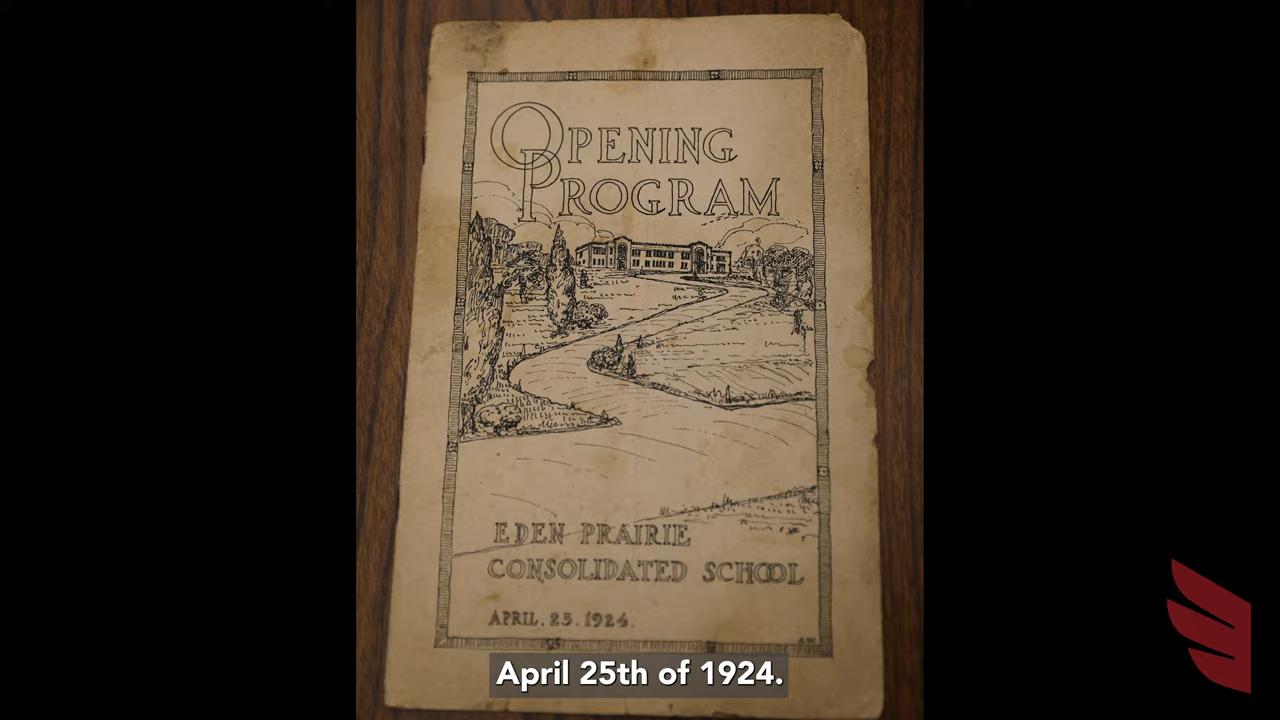 OPENING
PROGRAM
EDEN PRAIRIE
CONSOLIDATED SCHOOL
APRIL. 25. 1924.
April 25th of 1924.